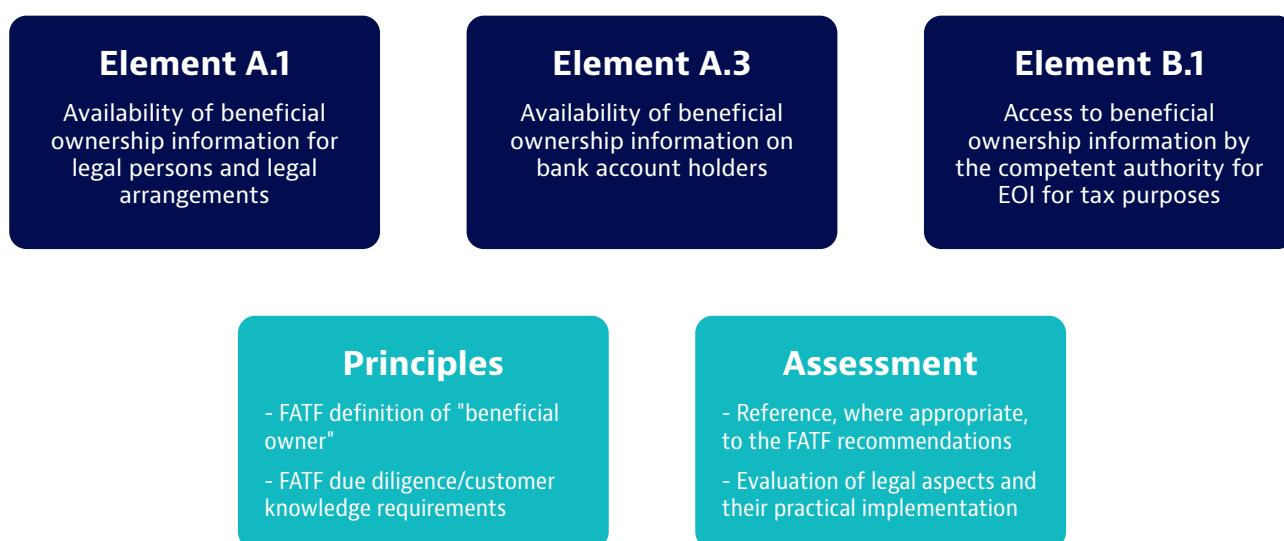 Element A.1
Availability of beneficial
ownership information for
legal persons and legal
arrangements
Element A.3
Availability of beneficial
ownership information on
bank account holders
Element B.1
Access to beneficial
ownership information by
the competent authority for
EOI for tax purposes
Principles
- FATF definition of "beneficial
owner"
- FATF due diligence/customer
knowledge requirements
Assessment
- Reference, where appropriate,
to the FATF recommendations
- Evaluation of legal aspects and
their practical implementation